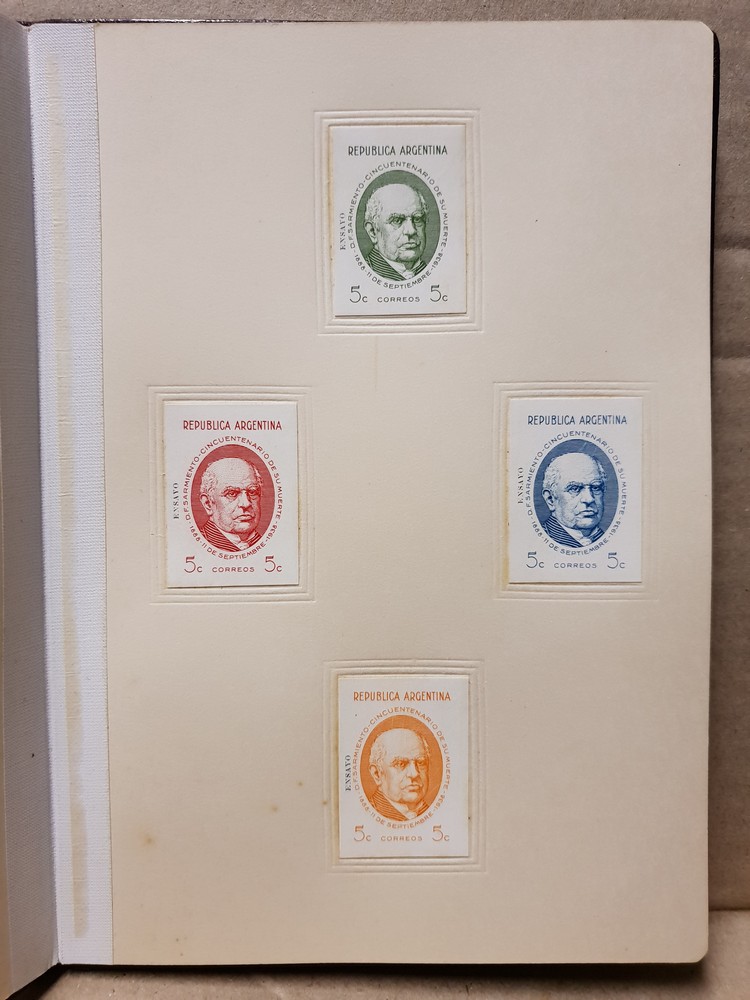 REPUBLICA ARGENTINA
ENSAYO
D.F. SARMIENTO · CINCUENTENARIO DE SU MUERTE
· 1888 · 11 DE SEPTIEMBRE · 1938 ·
5c CORREOS 5c
REPUBLICA ARGENTINA
ENSAYO
D.F. SARMIENTO · CINCUENTENARIO DE SU MUERTE
· 1888 · 11 DE SEPTIEMBRE · 1938 ·
5c CORREOS 5c
REPUBLICA ARGENTINA
ENSAYO
D.F. SARMIENTO · CINCUENTENARIO DE SU MUERTE
· 1888 · 11 DE SEPTIEMBRE · 1938 ·
5c CORREOS 5c
REPUBLICA ARGENTINA
ENSAYO
D.F. SARMIENTO · CINCUENTENARIO DE SU MUERTE
· 1888 · 11 DE SEPTIEMBRE · 1938 ·
5c CORREOS 5c